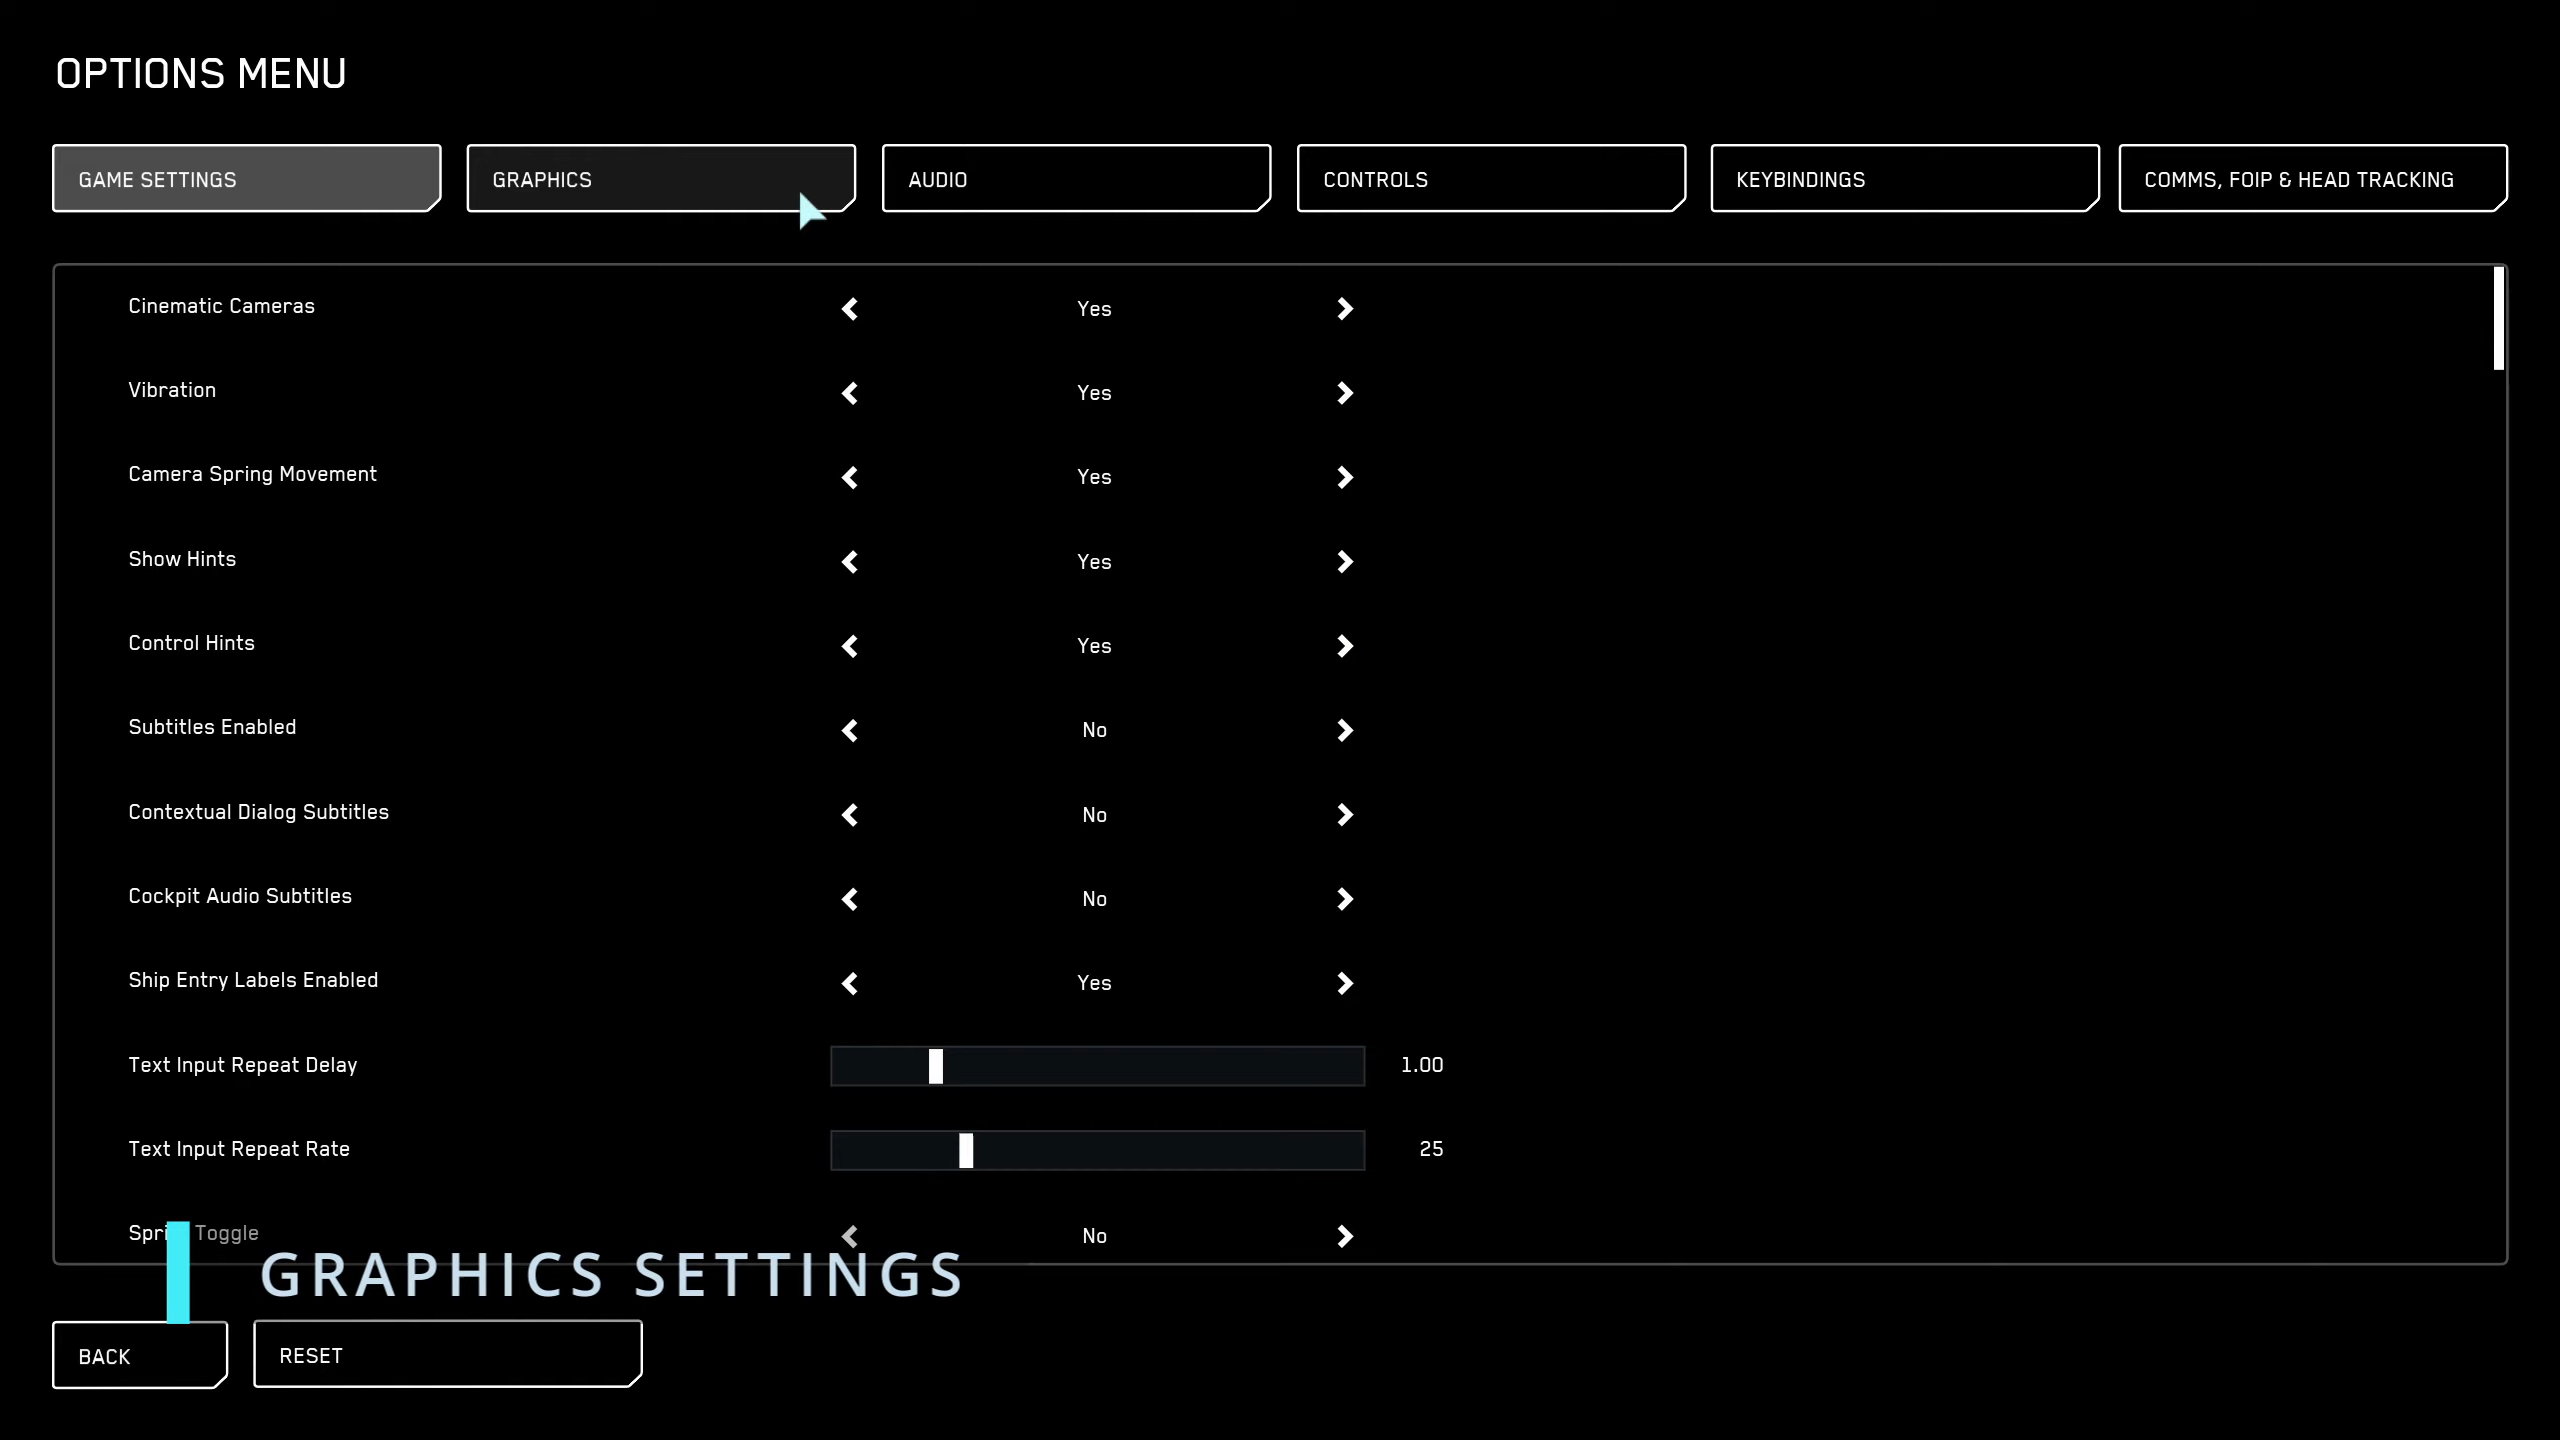 OPTIONS MENU
GAME SETTINGS
GRAPHICS
AUDIO
CONTROLS
KEYBINDINGS
COMMS, FOIP & HEAD TRACKING
Cinematic Cameras Yes
Vibration Yes
Camera Spring Movement Yes
Show Hints Yes
Control Hints Yes
Subtitles Enabled No
Contextual Dialog Subtitles No
Cockpit Audio Subtitles No
Ship Entry Labels Enabled Yes
Text Input Repeat Delay 1.00
Text Input Repeat Rate 25
Toggle No
GRAPHICS SETTINGS
BACK
RESET